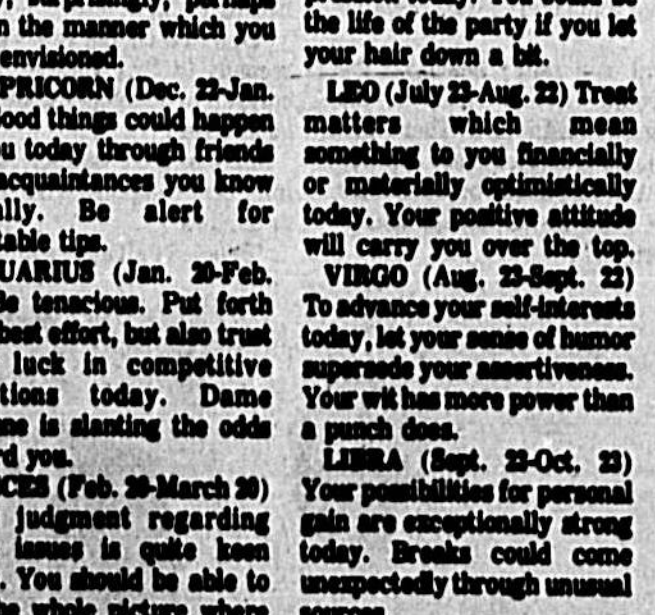 n the manner which you
envisioned.
PRICORN (Dec. 22-Jan.
ood things could happen
u today through friends
acquaintances you know
ally. Be alert for
table tips.
UARIUS (Jan. 20-Feb.
Be tenacious. Put forth
best effort, but also trust
luck in competitive
tions today. Dame
ne is slanting the odds
rd you.
CES (Feb. 20-March 20)
judgment regarding
issues is quite keen
. You should be able to
whole picture where
the life of the party if you let
your hair down a bit.
LEO (July 23-Aug. 22) Treat
matters which mean
something to you financially
or materially optimistically
today. Your positive attitude
will carry you over the top.
VIRGO (Aug. 23-Sept. 22)
To advance your self-interests
today, let your sense of humor
supersede your assertiveness.
Your wit has more power than
a punch does.
LIBRA (Sept. 23-Oct. 23)
Your possibilities for personal
gain are exceptionally strong
today. Breaks could come
unexpectedly through unusual
sources.